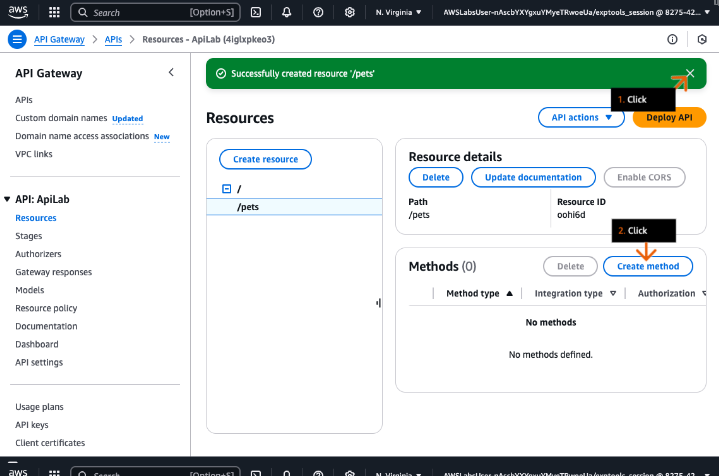 aws Search [Option+S] N. Virginia AWSLabsUser-nAscbYXYgxuYMyeTRwoeUa/exptools_session @ 8275-42...
API Gateway > APIs > Resources - ApiLab (4iglxpkeo3)
API Gateway
Successfully created resource '/pets'
APIs
1. Click
Custom domain names Updated
Resources
API actions
Deploy API
Domain name access associations New
VPC links
Create resource
Resource details
Delete
Update documentation
Enable CORS
/
API: ApiLab
Path
Resource ID
/pets
/pets
oohi6d
Resources
Stages
2. Click
Authorizers
Gateway responses
Methods (0)
Delete
Create method
Models
Method type
Integration type
Authorization
Resource policy
Documentation
No methods
Dashboard
No methods defined.
API settings
Usage plans
API keys
Client certificates
aws Search [Option+S] N. Virginia AWSLabsUser-nAscbYXYgxuYMyeTRwoeUa/exptools_session @ 8275-42...